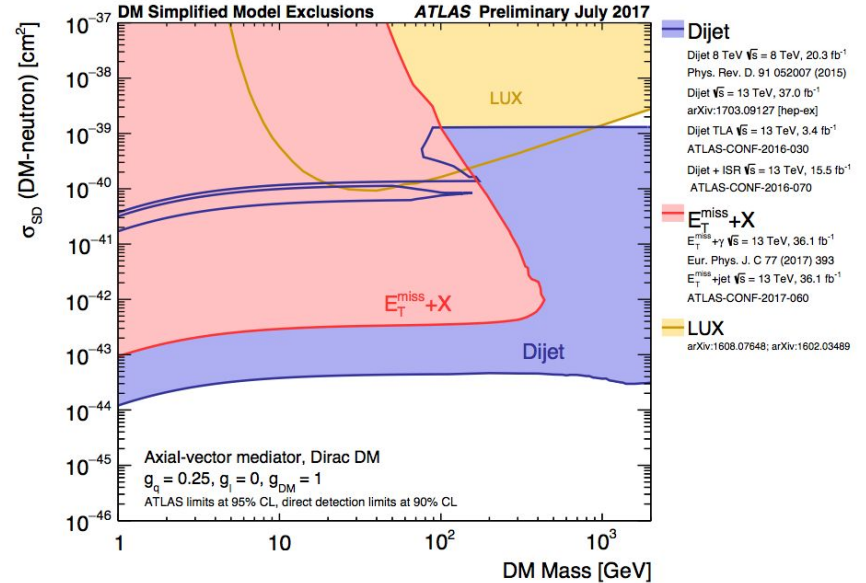 DM Simplified Model Exclusions ATLAS Preliminary July 2017
σSD (DM-neutron) [cm²]
10⁻³⁷
10⁻³⁸
10⁻³⁹
10⁻⁴⁰
10⁻⁴¹
10⁻⁴²
10⁻⁴³
10⁻⁴⁴
10⁻⁴⁵
10⁻⁴⁶
LUX
E_T^miss+X
Dijet
Axial-vector mediator, Dirac DM
g_q = 0.25, g_l = 0, g_DM = 1
ATLAS limits at 95% CL, direct detection limits at 90% CL
1 10 10² 10³
DM Mass [GeV]
Dijet
Dijet 8 TeV √s = 8 TeV, 20.3 fb⁻¹
Phys. Rev. D. 91 052007 (2015)
Dijet √s = 13 TeV, 37.0 fb⁻¹
arXiv:1703.09127 [hep-ex]
Dijet TLA √s = 13 TeV, 3.4 fb⁻¹
ATLAS-CONF-2016-030
Dijet + ISR √s = 13 TeV, 15.5 fb⁻¹
ATLAS-CONF-2016-070
E_T^miss+X
E_T^miss+γ √s = 13 TeV, 36.1 fb⁻¹
Eur. Phys. J. C 77 (2017) 393
E_T^miss+jet √s = 13 TeV, 36.1 fb⁻¹
ATLAS-CONF-2017-060
LUX
arXiv:1608.07648; arXiv:1602.03489